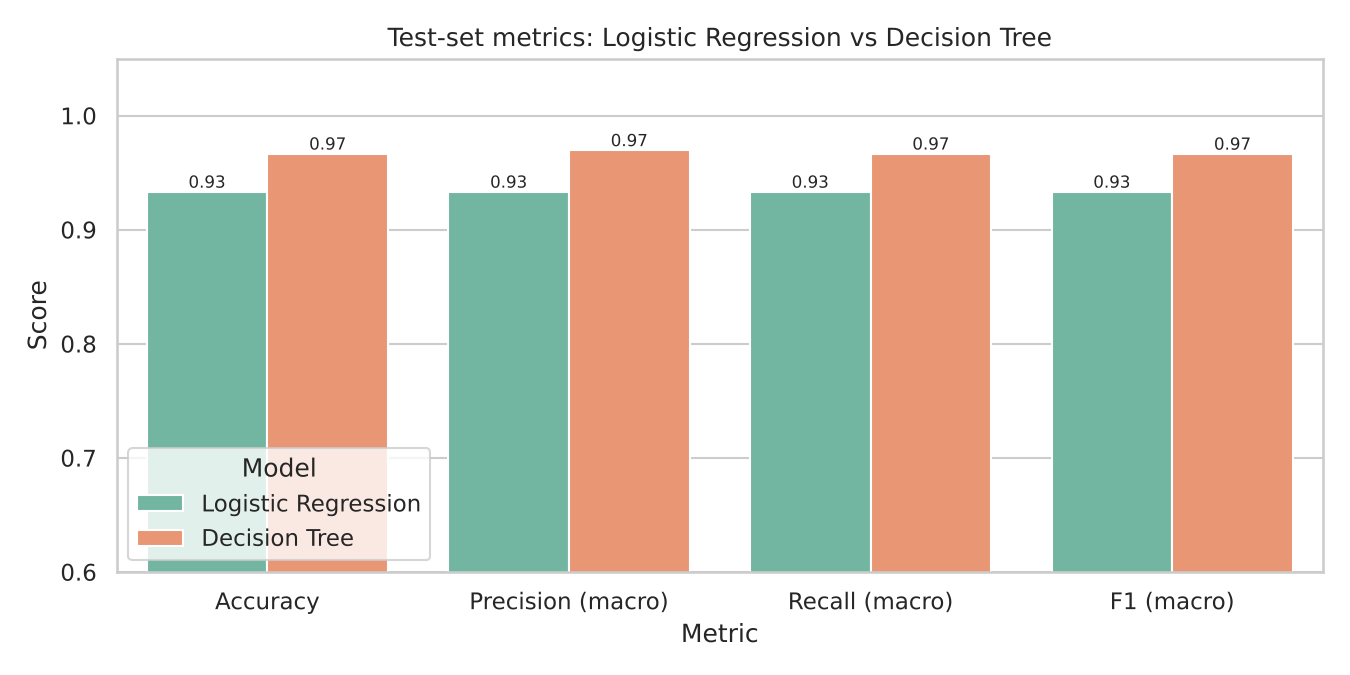 Test-set metrics: Logistic Regression vs Decision Tree
1.0
0.9
0.8
0.7
0.6
Score
0.93
0.97
0.93
0.97
0.93
0.97
0.93
0.97
Model
Logistic Regression
Decision Tree
Accuracy
Precision (macro)
Recall (macro)
F1 (macro)
Metric